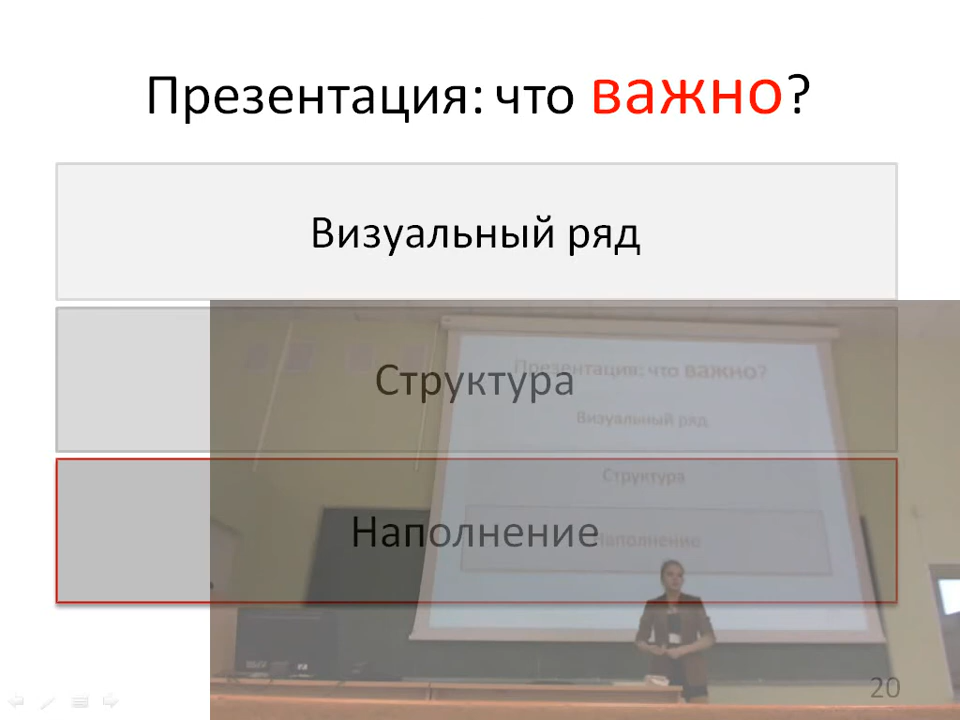 Презентация: что важно?
Визуальный ряд
Структура
Наполнение
Презентация: что важно?
Визуальный ряд
Структура
Наполнение
20